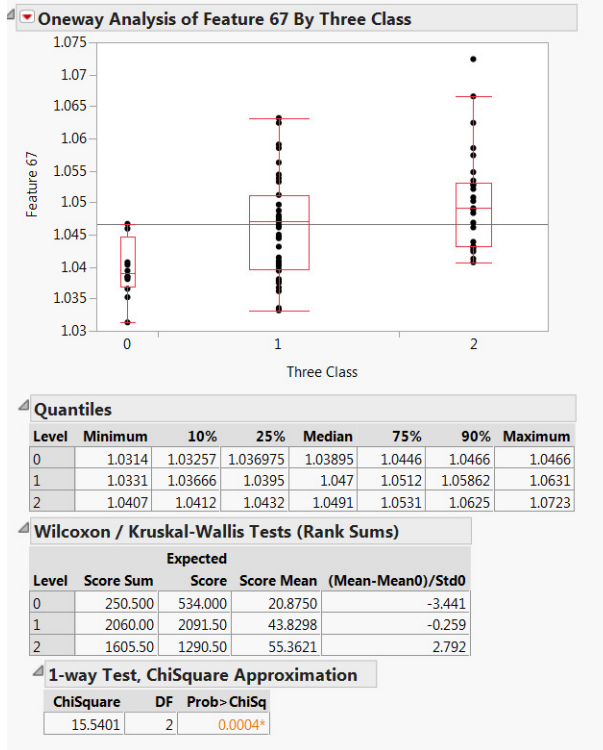 Oneway Analysis of Feature 67 By Three Class
1.075
1.07
1.065
1.06
1.055
1.05
1.045
1.04
1.035
1.03
Feature 67
0 1 2
Three Class
Quantiles
Level Minimum 10% 25% Median 75% 90% Maximum
0 1.0314 1.03257 1.036975 1.03895 1.0446 1.0466 1.0466
1 1.0331 1.03666 1.0395 1.047 1.0512 1.05862 1.0631
2 1.0407 1.0412 1.0432 1.0491 1.0531 1.0625 1.0723
Wilcoxon / Kruskal-Wallis Tests (Rank Sums)
Expected
Level Score Sum Score Score Mean (Mean-Mean0)/Std0
0 250.500 534.000 20.8750 -3.441
1 2060.00 2091.50 43.8298 -0.259
2 1605.50 1290.50 55.3621 2.792
1-way Test, ChiSquare Approximation
ChiSquare DF Prob>ChiSq
15.5401 2 0.0004*